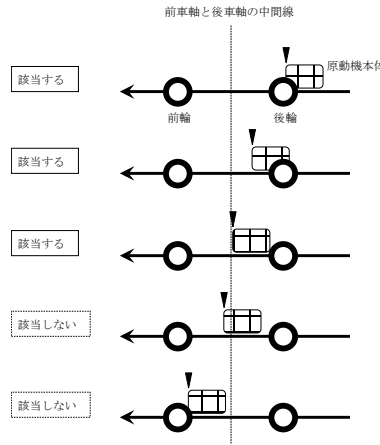 前車軸と後車軸の中間線
原動機本体
該当する
前輪
後輪
該当する
該当する
該当しない
該当しない